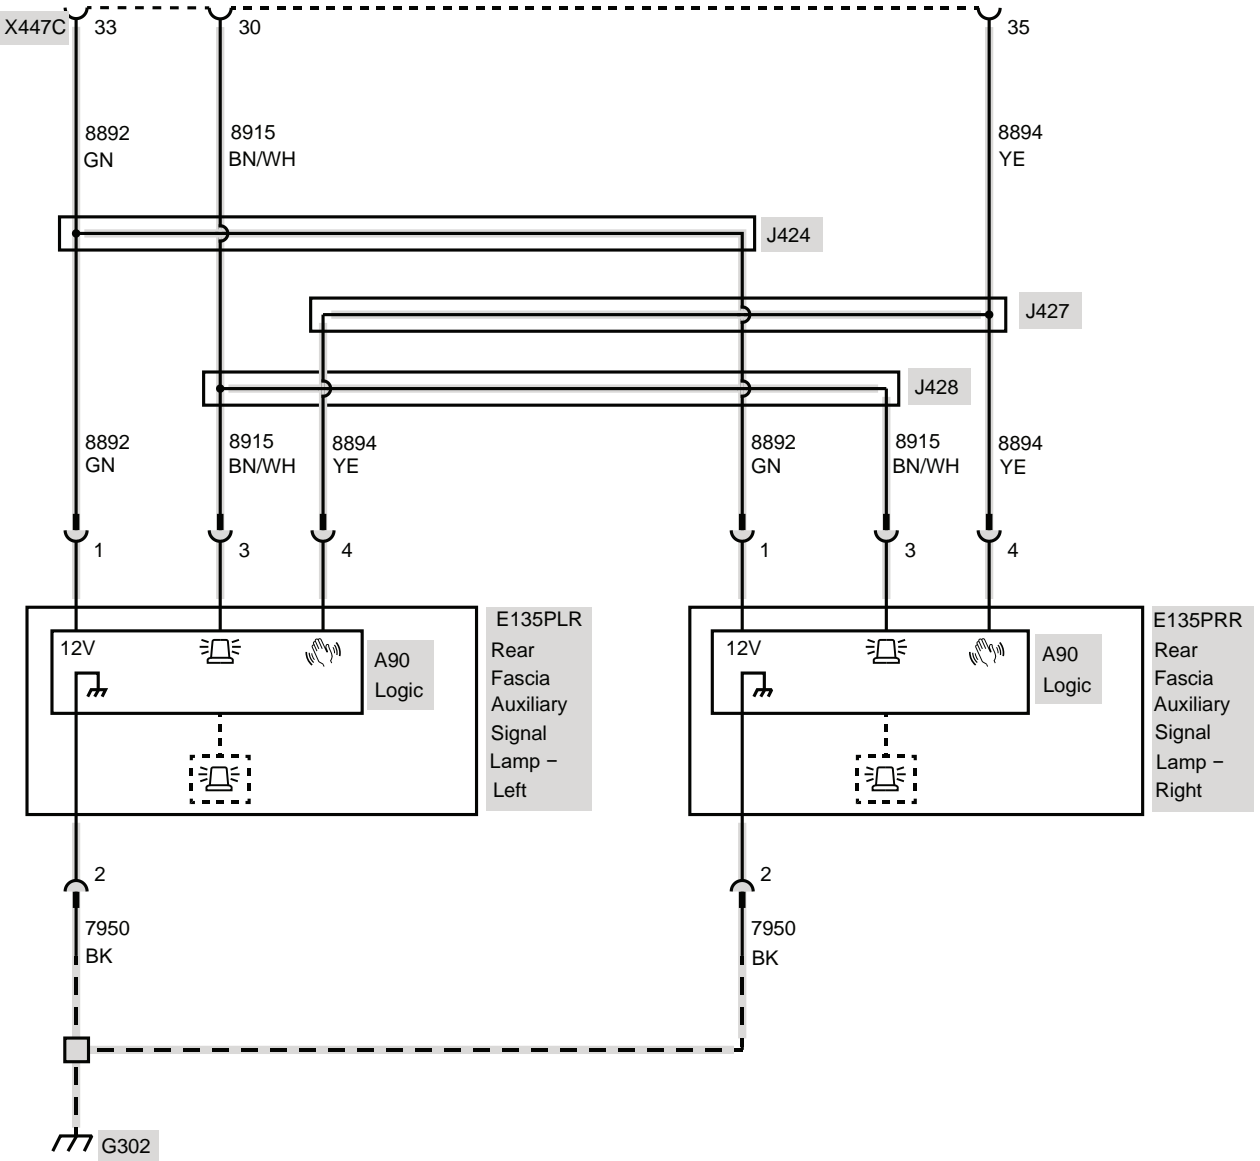 X447C 33 30 35
8892 8915 8894
GN BN/WH YE
J424
J427
J428
8892 8915 8894 8892 8915 8894
GN BN/WH YE GN BN/WH YE
1 3 4 1 3 4
E135PLR
Rear
Fascia
Auxiliary
Signal
Lamp –
Left
12V
A90
Logic
E135PRR
Rear
Fascia
Auxiliary
Signal
Lamp –
Right
12V
A90
Logic
2 2
7950 7950
BK BK
G302